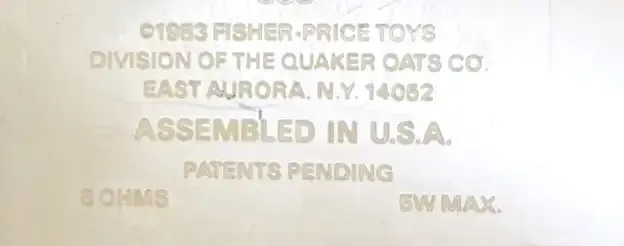 ©1983 FISHER-PRICE TOYS
DIVISION OF THE QUAKER OATS CO.
EAST AURORA, N.Y. 14052
ASSEMBLED IN U.S.A.
PATENTS PENDING
8 OHMS 5W MAX.